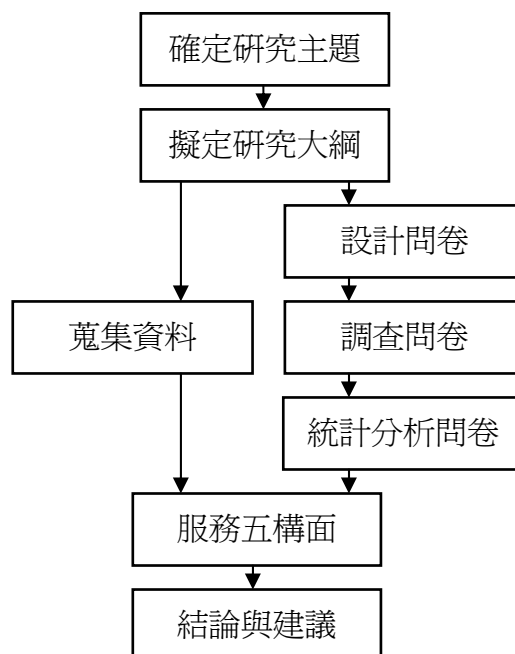 確定研究主題
擬定研究大綱
設計問卷
蒐集資料
調查問卷
統計分析問卷
服務五構面
結論與建議